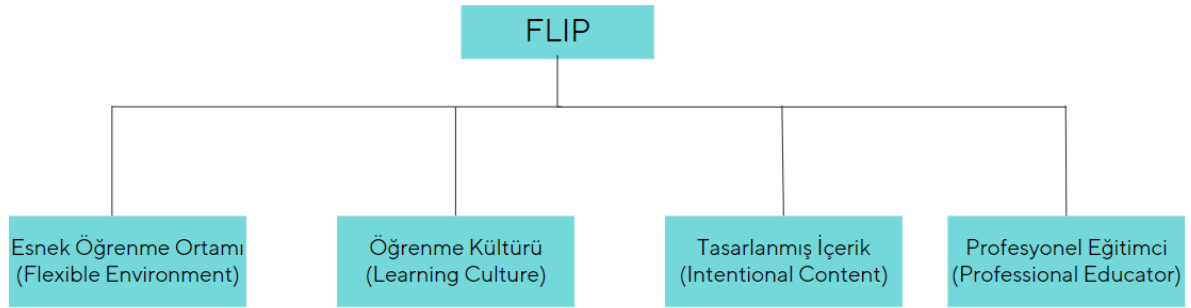 FLIP
Esnek Öğrenme Ortamı
(Flexible Environment)
Öğrenme Kültürü
(Learning Culture)
Tasarlanmış İçerik
(Intentional Content)
Profesyonel Eğitimci
(Professional Educator)